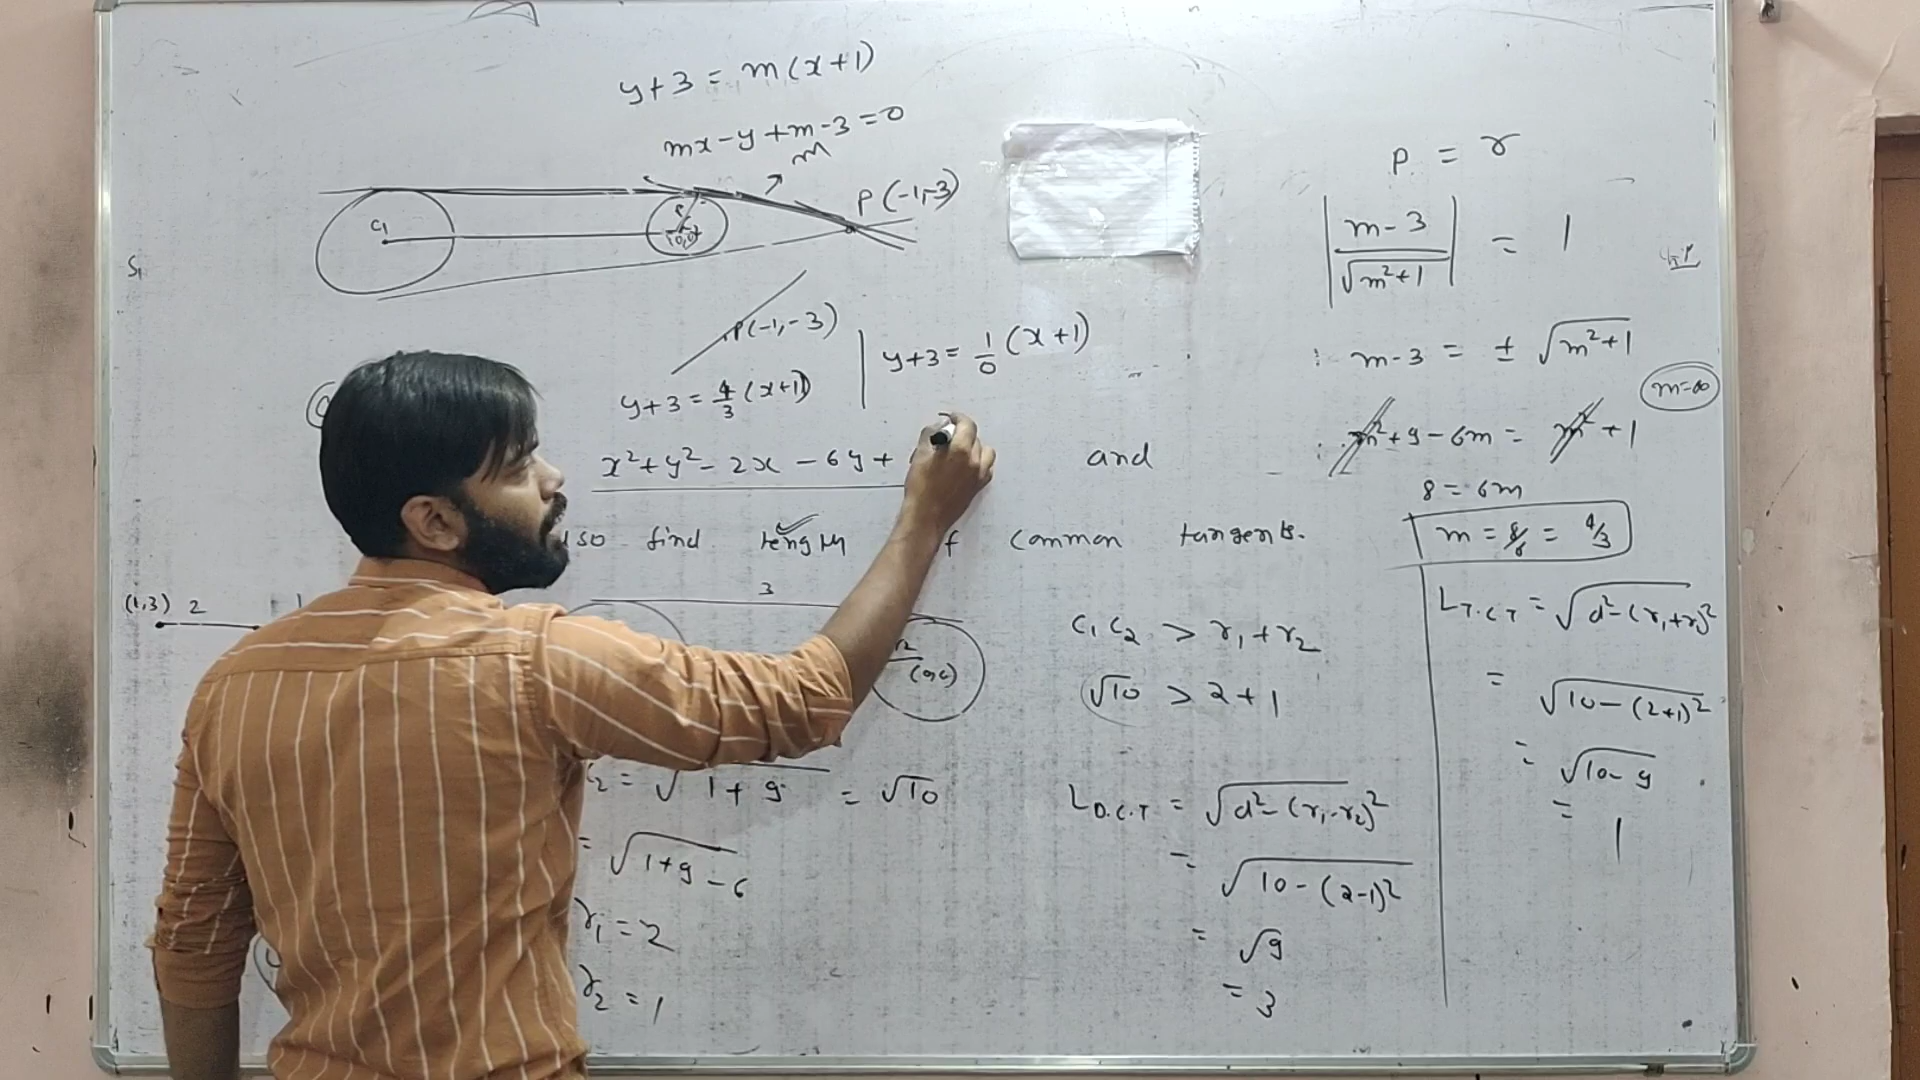 y+3 = m(x+1)
mx-y+m-3=0
m
P(-1,-3)
C₁
(0,0)
S₁
P(-1,-3)
y+3 = 4/3 (x+1)
y+3 = 1/0 (x+1)
x²+y²- 2x - 6y +
and
so find length f common tangents.
(1,3) 2
3
r₂
C₁C₂ > r₁+r₂
√10 > 2+1
= √1+9 = √10
= √1+9-6
r₁ = 2
r₂ = 1
L D.C.T = √d²-(r₁-r₂)²
= √10-(2-1)²
= √9
= 3
P = r
|m-3/√m²+1| = 1
m-3 = ± √m²+1
m=∞
m²+9-6m = m²+1
8 = 6m
m = 8/6 = 4/3
L T.C.T = √d²-(r₁+r₂)²
= √10-(2+1)²
= √10-9
= 1